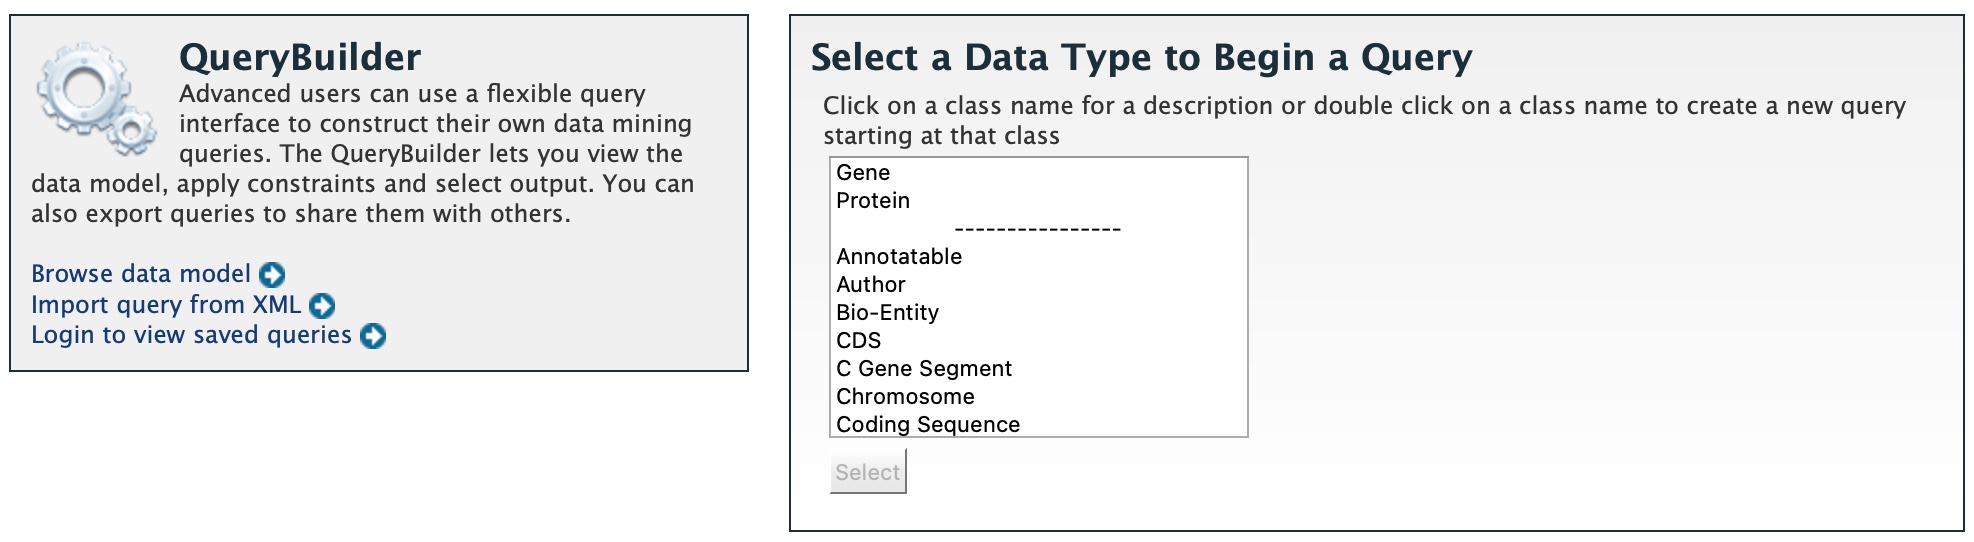 QueryBuilder
Advanced users can use a flexible query
interface to construct their own data mining
queries. The QueryBuilder lets you view the
data model, apply constraints and select output. You can
also export queries to share them with others.
Browse data model
Import query from XML
Login to view saved queries
Select a Data Type to Begin a Query
Click on a class name for a description or double click on a class name to create a new query
starting at that class
Gene
Protein
----------------
Annotatable
Author
Bio-Entity
CDS
C Gene Segment
Chromosome
Coding Sequence
Select